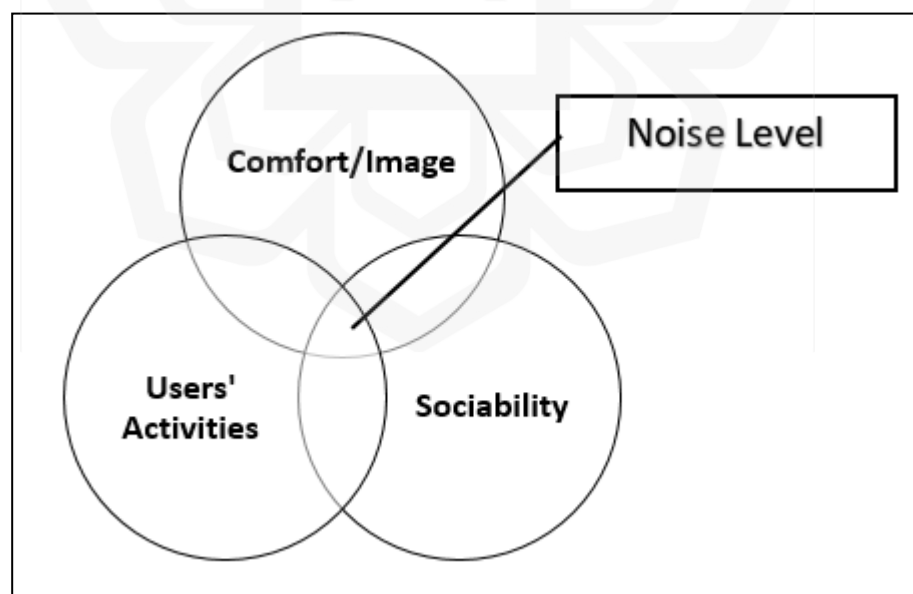 Comfort/Image
Noise Level
Users'
Activities
Sociability